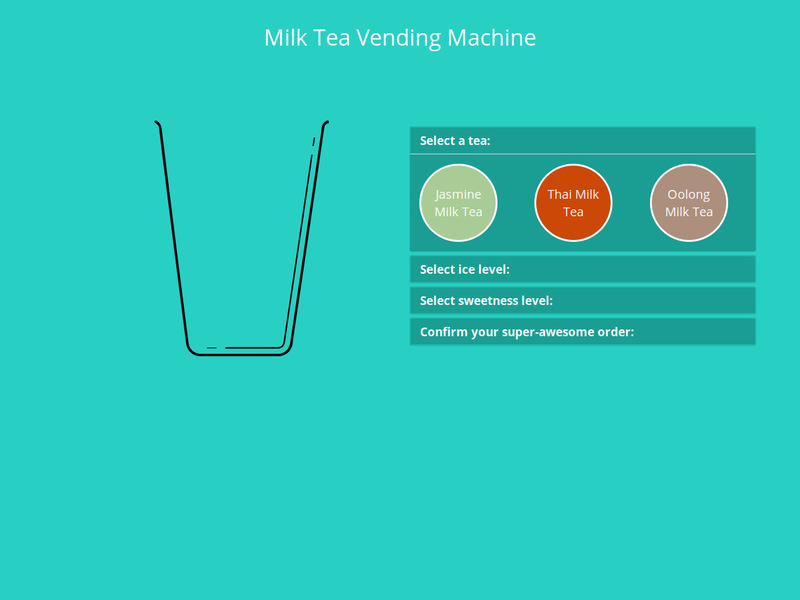 Milk Tea Vending Machine
Select a tea:
Jasmine
Milk Tea
Thai Milk
Tea
Oolong
Milk Tea
Select ice level:
Select sweetness level:
Confirm your super-awesome order: